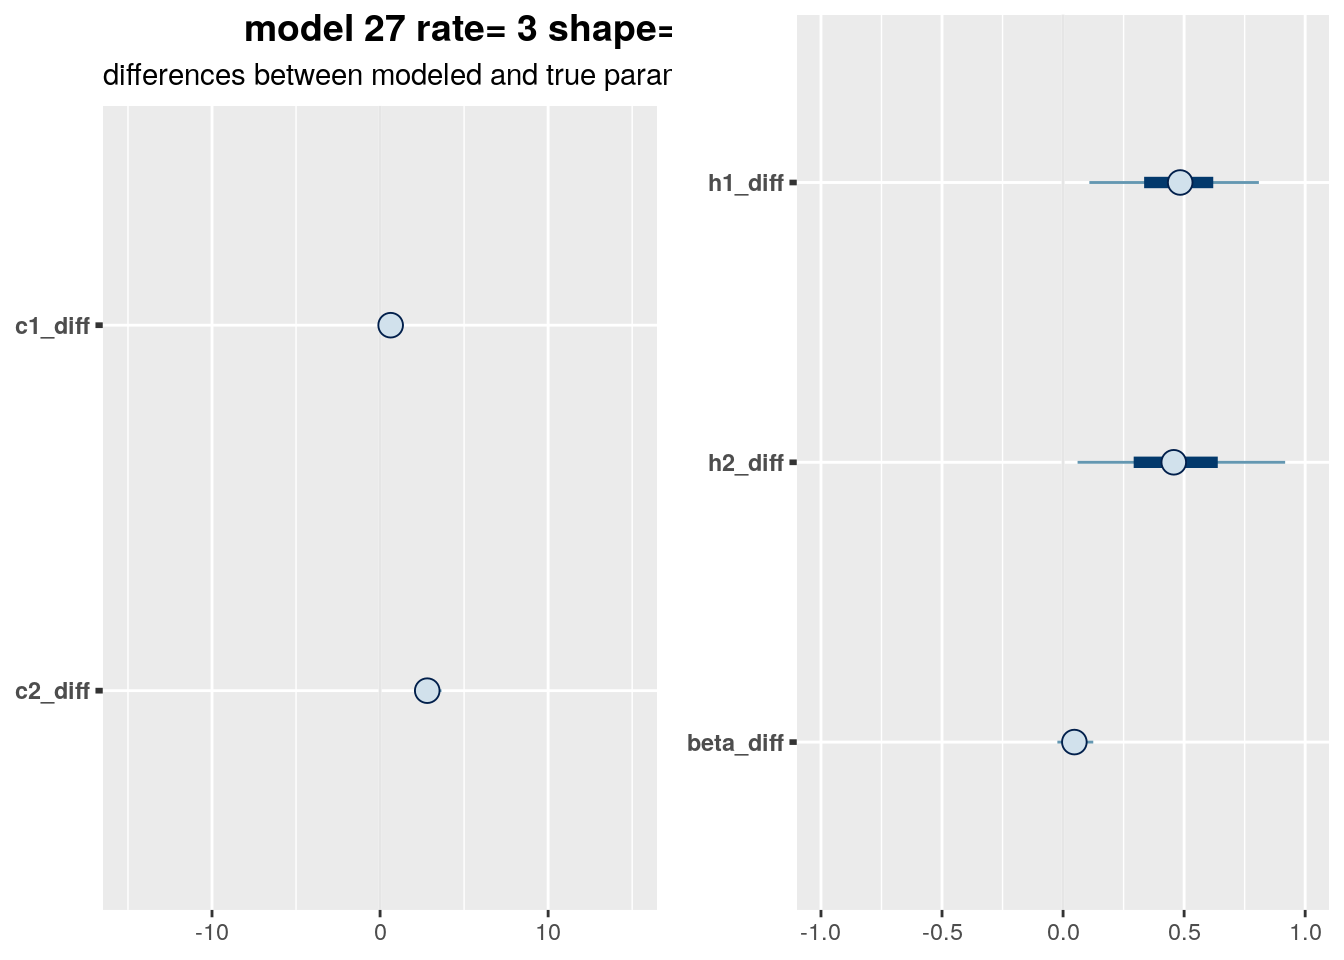 model 27 rate= 3 shape=
differences between modeled and true
c1_diff
c2_diff
-10 0 10
h1_diff
h2_diff
beta_diff
-1.0 -0.5 0.0 0.5 1.0